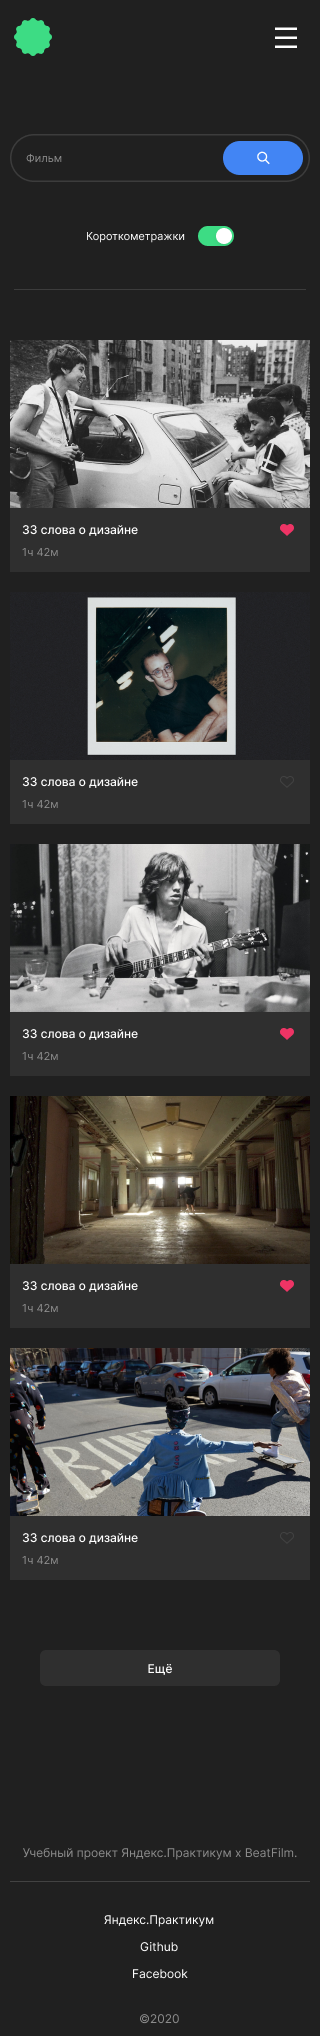 Фильм
Короткометражки
33 слова о дизайне
1ч 42м
33 слова о дизайне
1ч 42м
33 слова о дизайне
1ч 42м
33 слова о дизайне
1ч 42м
33 слова о дизайне
1ч 42м
Ещё
Учебный проект Яндекс.Практикум х BeatFilm.
Яндекс.Практикум
Github
Facebook
©2020